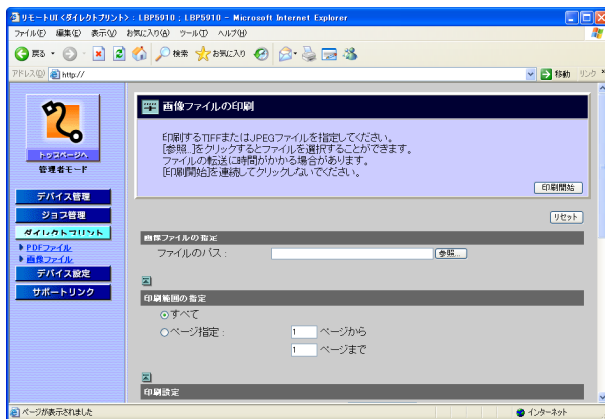 リモートUI <ダイレクトプリント> : LBP5910 ; LBP5910 - Microsoft Internet Explorer
ファイル(F) 編集(E) 表示(V) お気に入り(A) ツール(T) ヘルプ(H)
戻る 検索 お気に入り
アドレス(D) http:// 移動 リンク »
トップページへ
管理者モード
デバイス管理
ジョブ管理
ダイレクトプリント
PDFファイル
画像ファイル
デバイス設定
サポートリンク
画像ファイルの印刷
印刷するTIFFまたはJPEGファイルを指定してください。
[参照...]をクリックするとファイルを選択することができます。
ファイルの転送に時間がかかる場合があります。
[印刷開始]を連続してクリックしないでください。
印刷開始
リセット
画像ファイルの指定
ファイルのパス : 参照...
印刷範囲の指定
すべて
ページ指定 : 1 ページから
1 ページまで
印刷設定
ページが表示されました インターネット